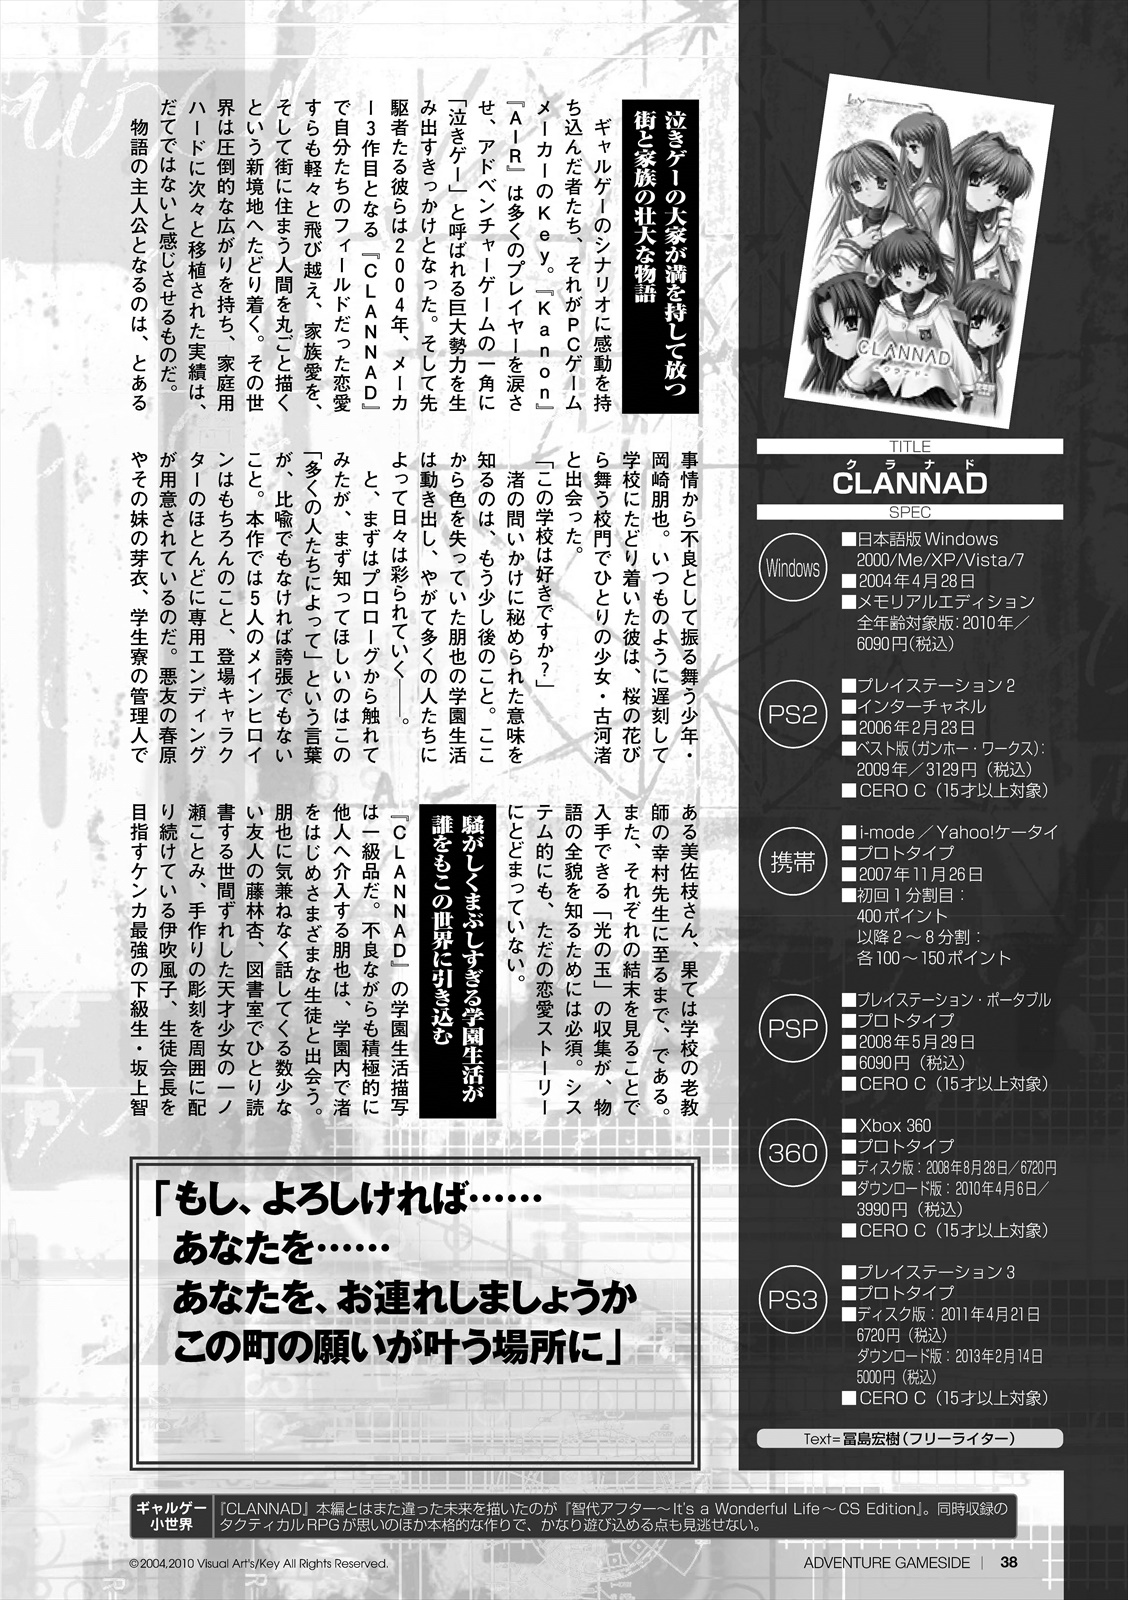 泣きゲーの大家が満を持して放つ
街と家族の壮大な物語
　ギャルゲーのシナリオに感動を持
ち込んだ者たち、それがPCゲーム
メーカーのKey。『Kanon』
『AIR』は多くのプレイヤーを涙さ
せ、アドベンチャーゲームの一角に
「泣きゲー」と呼ばれる巨大勢力を生
み出すきっかけとなった。そして先
駆者たる彼らは2004年、メーカ
ー3作目となる『CLANNAD』
で自分たちのフィールドだった恋愛
すらも軽々と飛び越え、家族愛を、
そして街に住まう人間を丸ごと描く
という新境地へたどり着く。その世
界は圧倒的な広がりを持ち、家庭用
ハードに次々と移植された実績は、
だてではないと感じさせるものだ。
　物語の主人公となるのは、とある
事情から不良として振る舞う少年・
岡崎朋也。いつものように遅刻して
学校にたどり着いた彼は、桜の花び
ら舞う校門でひとりの少女・古河渚
と出会った。
「この学校は好きですか？」
　渚の問いかけに秘められた意味を
知るのは、もう少し後のこと。ここ
から色を失っていた朋也の学園生活
は動き出し、やがて多くの人たちに
よって日々は彩られていく――。
　と、まずはプロローグから触れて
みたが、まず知ってほしいのはこの
「多くの人たちによって」という言葉
が、比喩でもなければ誇張でもない
こと。本作では5人のメインヒロイ
ンはもちろんのこと、登場キャラク
ターのほとんどに専用エンディング
が用意されているのだ。悪友の春原
やその妹の芽衣、学生寮の管理人で
ある美佐枝さん、果ては学校の老教
師の幸村先生に至るまで、である。
また、それぞれの結末を見ることで
入手できる「光の玉」の収集が、物
語の全貌を知るためには必須。シス
テム的にも、ただの恋愛ストーリー
にとどまっていない。
騒がしくまぶしすぎる学園生活が
誰をもこの世界に引き込む
『CLANNAD』の学園生活描写
は一級品だ。不良ながらも積極的に
他人へ介入する朋也は、学園内で渚
をはじめさまざまな生徒と出会う。
朋也に気兼ねなく話してくる数少な
い友人の藤林杏、図書室でひとり読
書する世間ずれした天才少女の一ノ
瀬ことみ、手作りの彫刻を周囲に配
り続けている伊吹風子、生徒会長を
目指すケンカ最強の下級生・坂上智
「もし、よろしければ……
あなたを……
あなたを、お連れしましょうか
この町の願いが叶う場所に」
CLANNAD
クラナド
TITLE
クラナド
CLANNAD
SPEC
Windows
■日本語版Windows
2000/Me/XP/Vista/7
■2004年4月28日
■メモリアルエディション
全年齢対象版：2010年／
6090円（税込）
PS2
■プレイステーション2
■インターチャネル
■2006年2月23日
■ベスト版（ガンホー・ワークス）：
2009年／3129円（税込）
■CERO C（15才以上対象）
携帯
■i-mode／Yahoo!ケータイ
■プロトタイプ
■2007年11月26日
■初回1分割目：
400ポイント
以降2～8分割：
各100～150ポイント
PSP
■プレイステーション・ポータブル
■プロトタイプ
■2008年5月29日
■6090円（税込）
■CERO C（15才以上対象）
360
■Xbox 360
■プロトタイプ
■ディスク版：2008年8月28日／6720円
■ダウンロード版：2010年4月6日／
3990円（税込）
■CERO C（15才以上対象）
PS3
■プレイステーション3
■プロトタイプ
■ディスク版：2011年4月21日
6720円（税込）
ダウンロード版：2013年2月14日
5000円（税込）
■CERO C（15才以上対象）
Text=冨島宏樹（フリーライター）
ギャルゲー
小世界
『CLANNAD』本編とはまた違った未来を描いたのが『智代アフター～It's a Wonderful Life～CS Edition』。同時収録の
タクティカルRPGが思いのほか本格的な作りで、かなり遊び込める点も見逃せない。
©2004,2010 Visual Art's/Key All Rights Reserved.
ADVENTURE GAMESIDE | 38